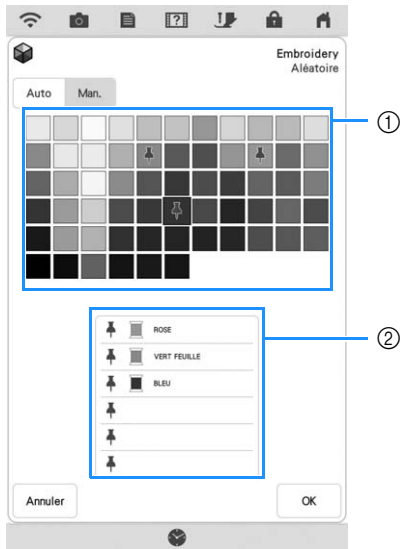 Embroidery
Aléatoire
Auto Man.
①
ROSE
②
VERT FEUILLE
BLEU
Annuler OK